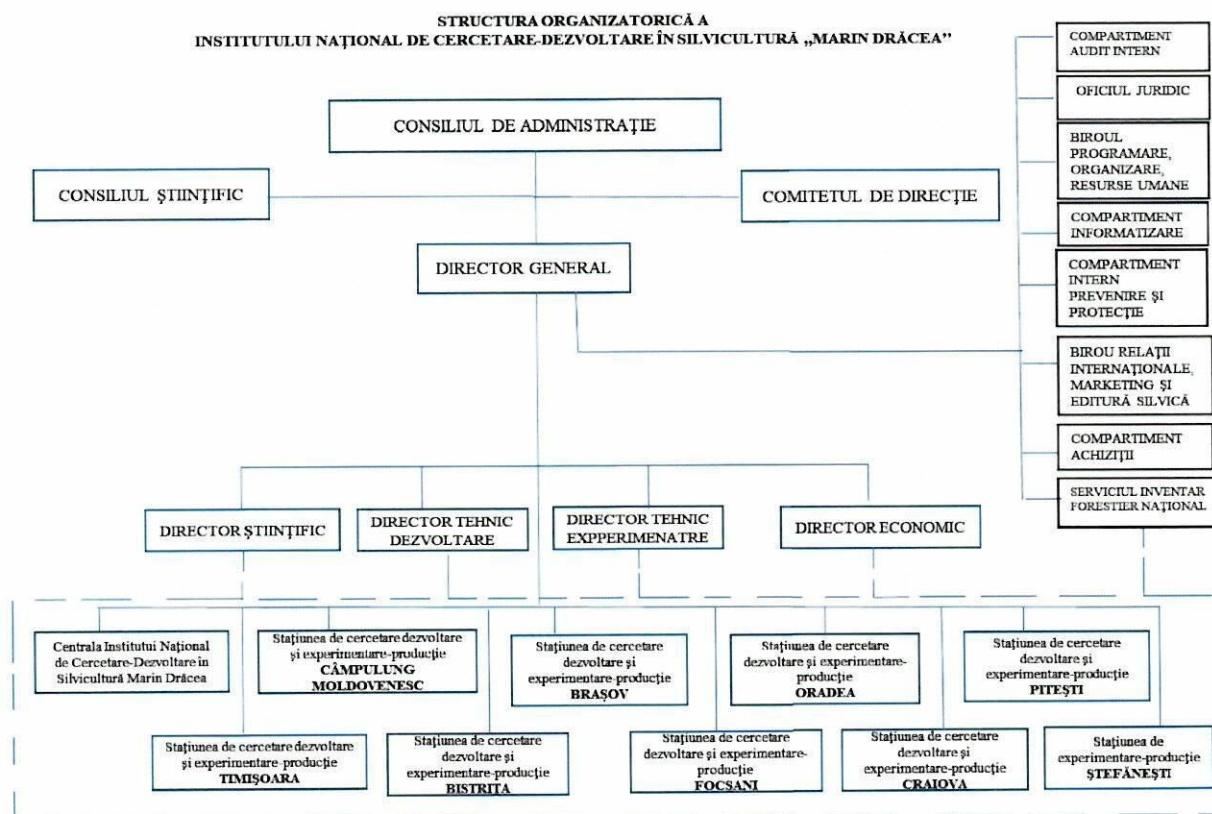 STRUCTURA ORGANIZATORICĂ A
INSTITUTULUI NAȚIONAL DE CERCETARE-DEZVOLTARE ÎN SILVICULTURĂ „MARIN DRĂCEA”
CONSILIUL DE ADMINISTRAȚIE
CONSILIUL ȘTIINȚIFIC
COMITETUL DE DIRECȚIE
DIRECTOR GENERAL
COMPARTIMENT
AUDIT INTERN
OFICIUL JURIDIC
BIROUL
PROGRAMARE,
ORGANIZARE,
RESURSE UMANE
COMPARTIMENT
INFORMATIZARE
COMPARTIMENT
INTERN
PREVENIRE ȘI
PROTECȚIE
BIROU RELAȚII
INTERNAȚIONALE,
MARKETING ȘI
EDITURĂ SILVICĂ
COMPARTIMENT
ACHIZIȚII
SERVICIUL INVENTAR
FORESTIER NAȚIONAL
DIRECTOR ȘTIINȚIFIC
DIRECTOR TEHNIC
DEZVOLTARE
DIRECTOR TEHNIC
EXPPERIMENATRE
DIRECTOR ECONOMIC
Centrala Institutui Național
de Cercetare-Dezvoltare în
Silvicultură Marin Drăcea
Stațiunea de cercetare dezvoltare
și experimentare-producție
CÂMPULUNG
MOLDOVENESC
Stațiunea de cercetare
dezvoltare și
experimentare-producție
BRAȘOV
Stațiunea de cercetare
dezvoltare și experimentare-
producție
ORADEA
Stațiunea de cercetare
dezvoltare și
experimentare-producție
PITEȘTI
Stațiunea de cercetare dezvoltare
și experimentare-producție
TIMIȘOARA
Stațiunea de cercetare
dezvoltare și
experimentare-producție
BISTRITA
Stațiunea de cercetare
dezvoltare și experimentare-
producție
FOCSANI
Stațiunea de cercetare
dezvoltare și
experimentare-producție
CRAIOVA
Stațiunea de
experimentare-producție
ȘTEFĂNEȘTI